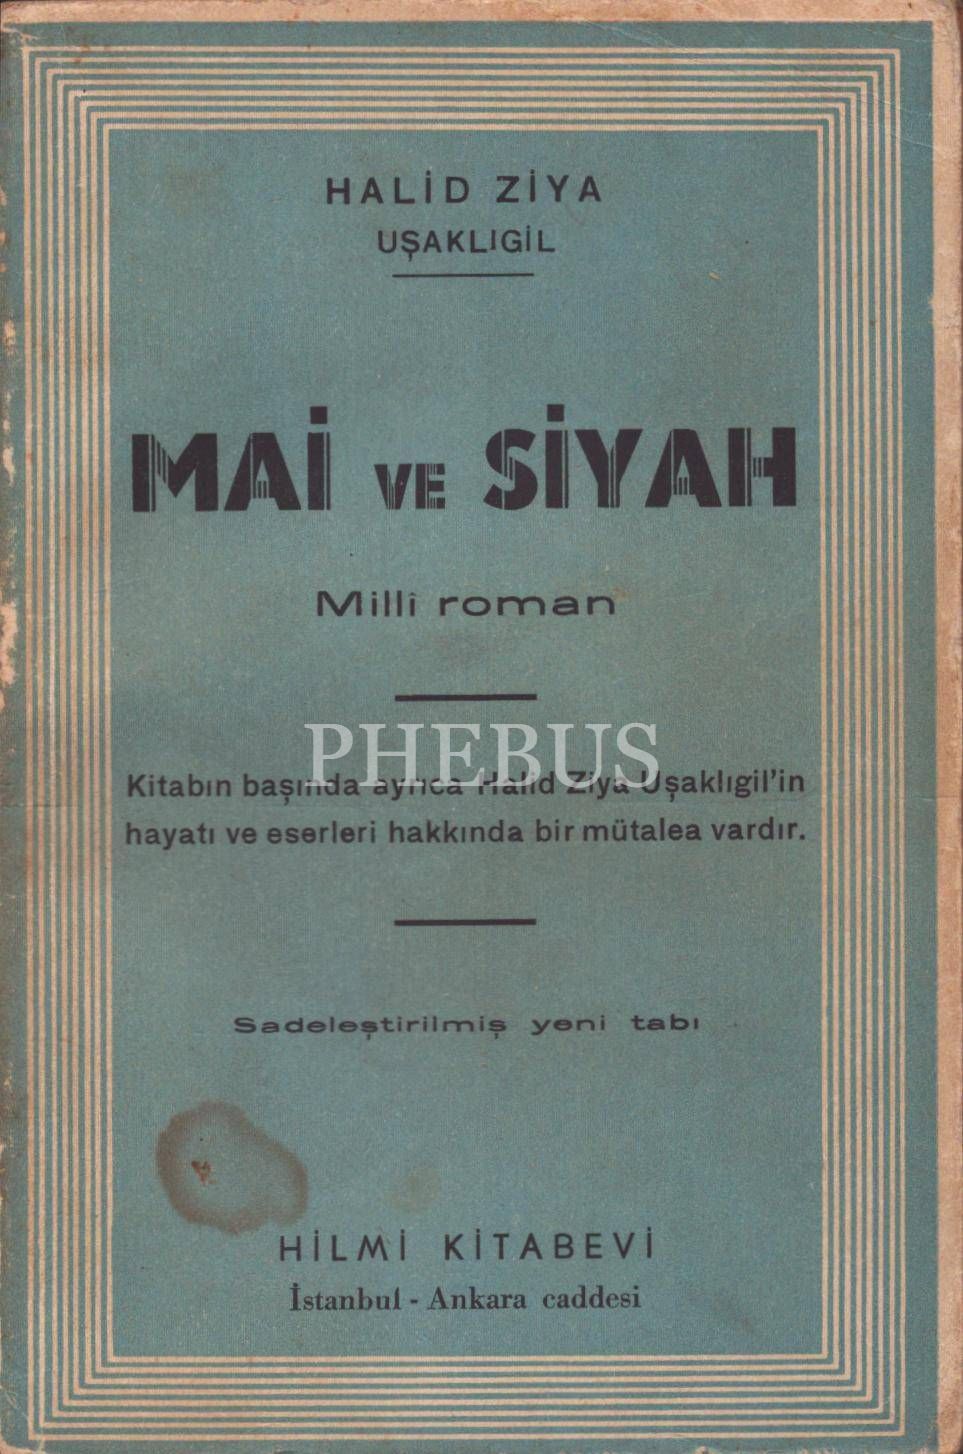 HALİD ZİYA
UŞAKLIGİL
MAİ VE SİYAH
Millî roman
PHEBUS
Kitabın başında ayrıca Halid Ziya Uşaklıgil'in
hayatı ve eserleri hakkında bir mütalea vardır.
Sadeleştirilmiş yeni tabı
HİLMİ KİTABEVİ
İstanbul - Ankara caddesi